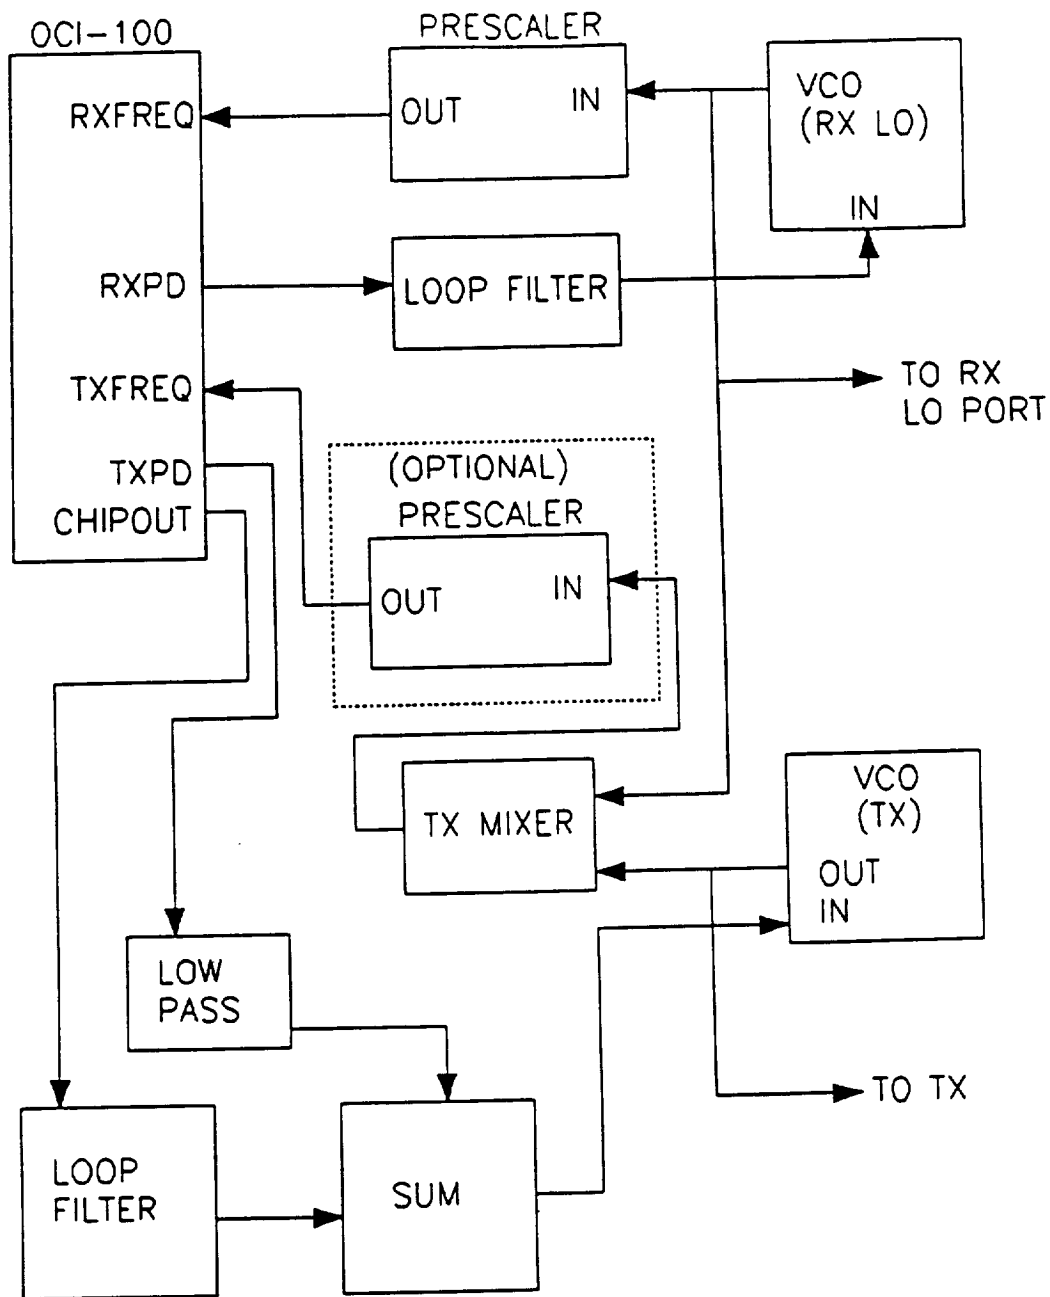 OCI-100
PRESCALER
RXFREQ
OUT
IN
VCO
(RX LO)
IN
RXPD
LOOP FILTER
TXFREQ
TO RX
LO PORT
TXPD
(OPTIONAL)
CHIPOUT
PRESCALER
OUT
IN
TX MIXER
VCO
(TX)
OUT
IN
LOW
PASS
TO TX
LOOP
FILTER
SUM